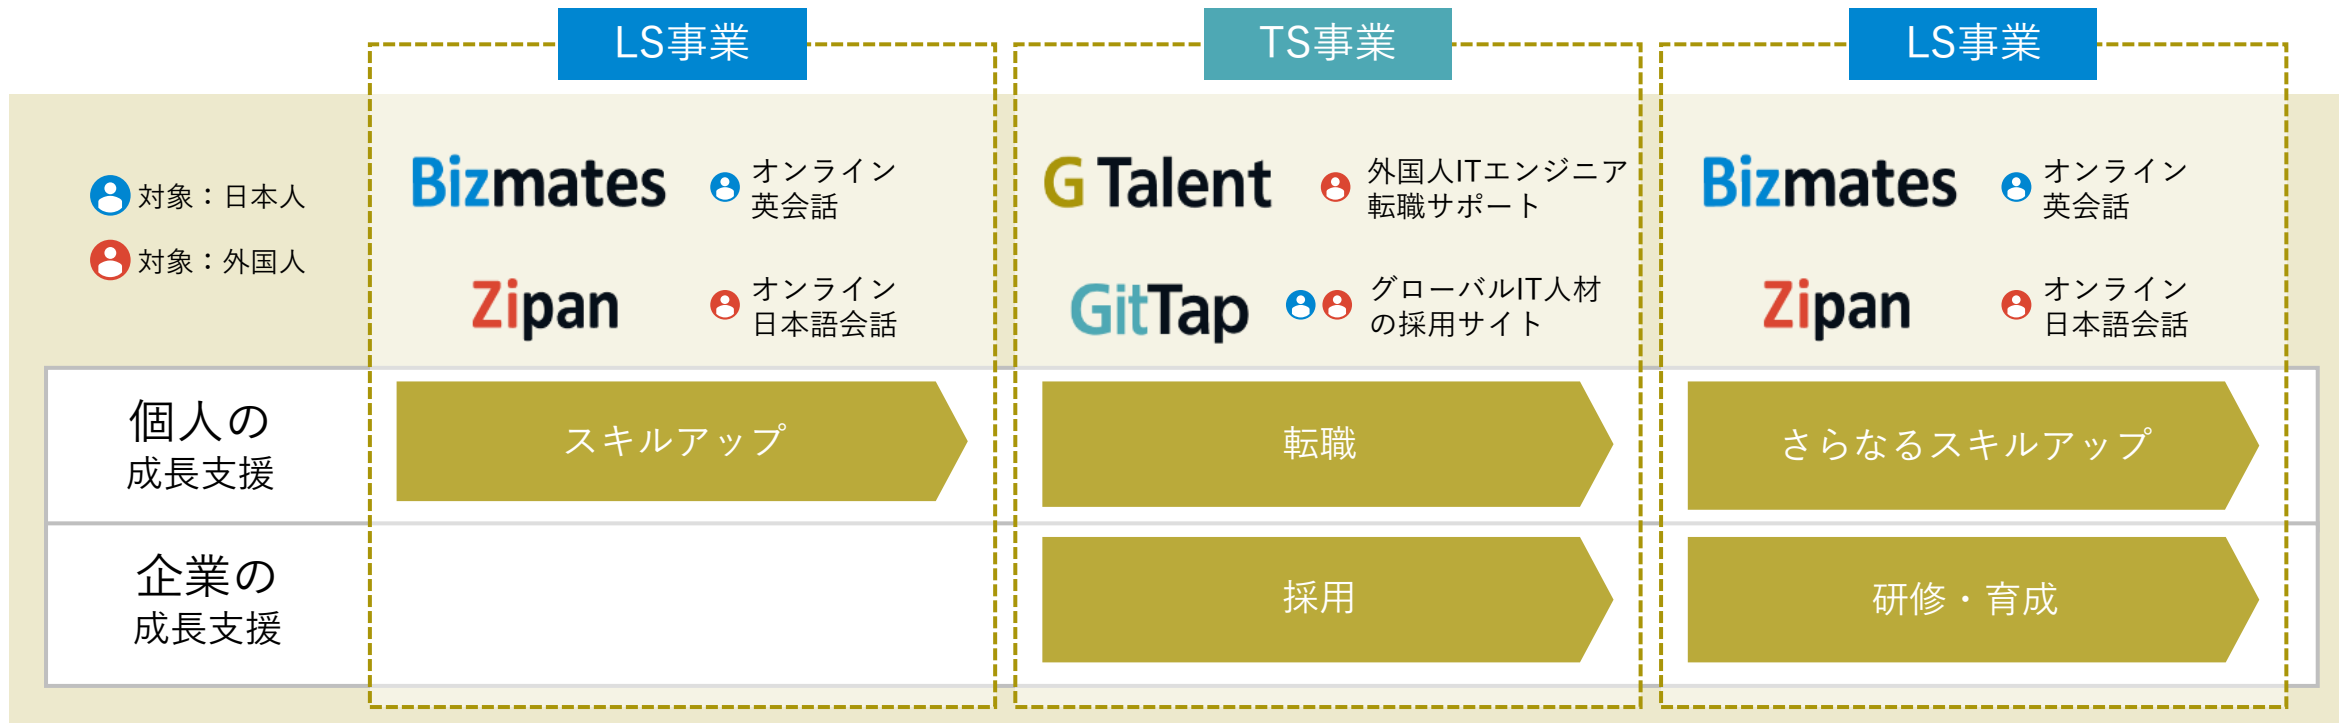 LS事業
TS事業
LS事業
対象：日本人
対象：外国人
Bizmates
オンライン
英会話
Zipan
オンライン
日本語会話
G Talent
外国人ITエンジニア
転職サポート
GitTap
グローバルIT人材
の採用サイト
Bizmates
オンライン
英会話
Zipan
オンライン
日本語会話
個人の
成長支援
スキルアップ
転職
さらなるスキルアップ
企業の
成長支援
採用
研修・育成